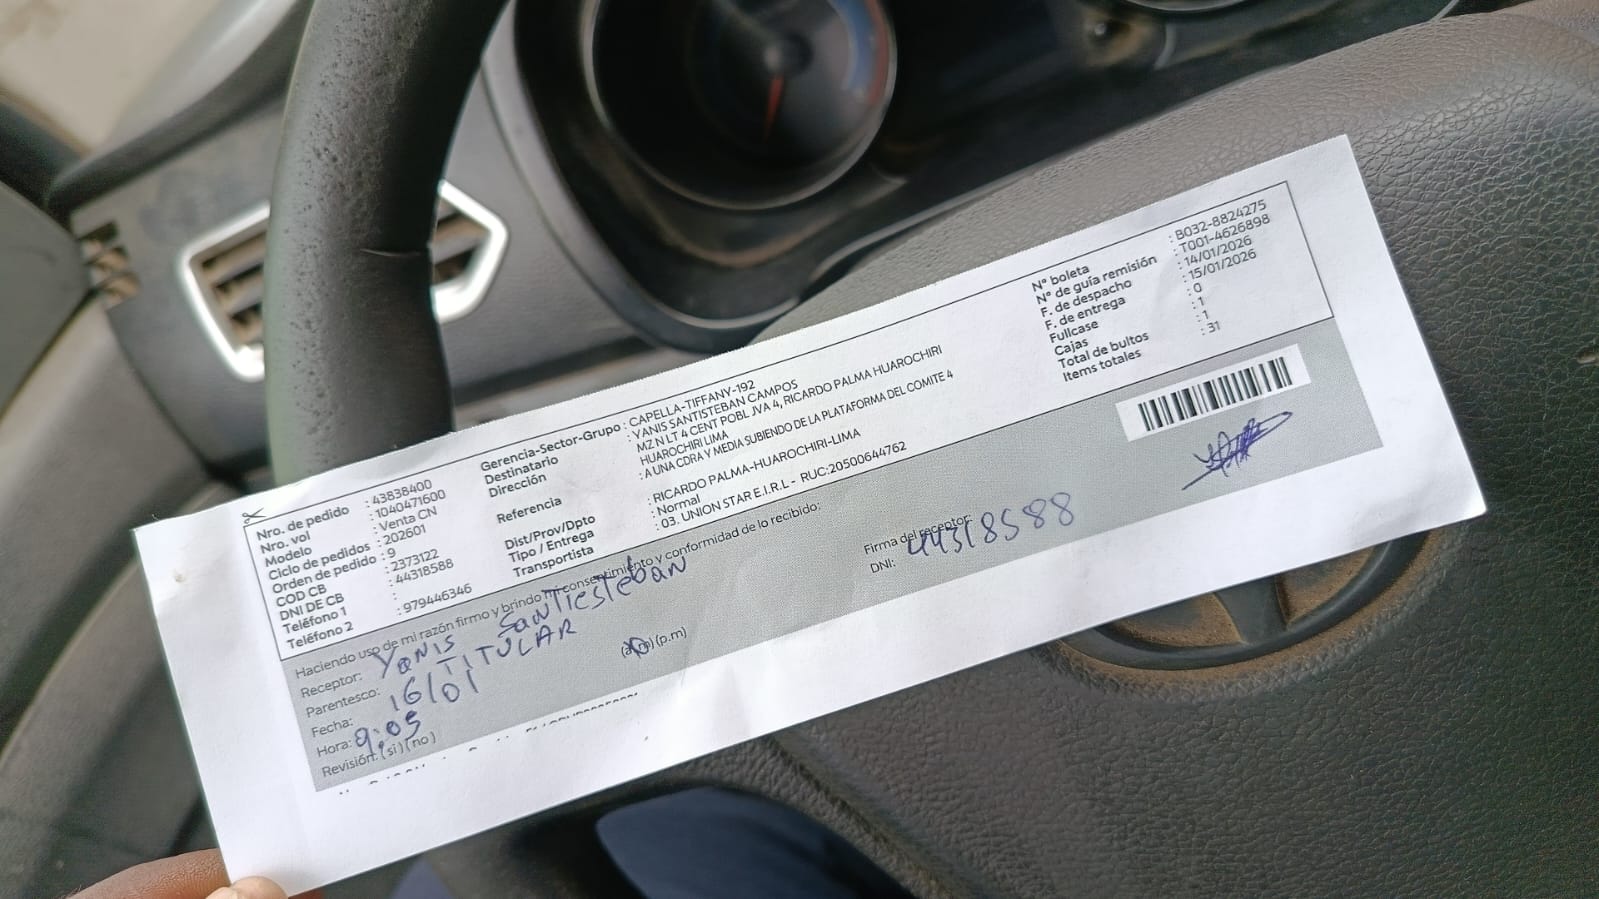 Nro. de pedido : 43838400
Nro. vol : 1040471600
Modelo : Venta CN
Ciclo de pedidos : 202601
Orden de pedido : 9
COD CB : 2373122
DNI DE CB : 44318588
Teléfono 1 :
Teléfono 2 : 979446346
Gerencia-Sector-Grupo : CAPELLA-TIFFANY-192
Destinatario : YANIS SANTISTEBAN CAMPOS
Dirección MZ.N LT 4 CENT POBL JVA 4, RICARDO PALMA HUAROCHIRI
HUAROCHIRI LIMA
Referencia : A UNA CDRA Y MEDIA SUBIENDO DE LA PLATAFORMA DEL COMITE 4
Dist/Prov/Dpto : RICARDO PALMA-HUAROCHIRI-LIMA
Tipo / Entrega : Normal
Transportista : 03. UNION STAR E.I.R.L - RUC:20500644762
N° boleta : B032-8824275
N° de guía remisión : T001-4626898
F. de despacho : 14/01/2026
F. de entrega : 15/01/2026
Fullcase : 0
Cajas : 1
Total de bultos : 1
Items totales : 31
Haciendo uso de mi razón firmo y brindo mi consentimiento y conformidad de lo recibido:
Receptor: YANIS SANTIESTEBAN
Parentesco: TITULAR
Fecha: 16/01
Hora: 9:05 (a.m) (p.m)
Revisión: (si) (no)
Firma del receptor:
DNI: 44318588